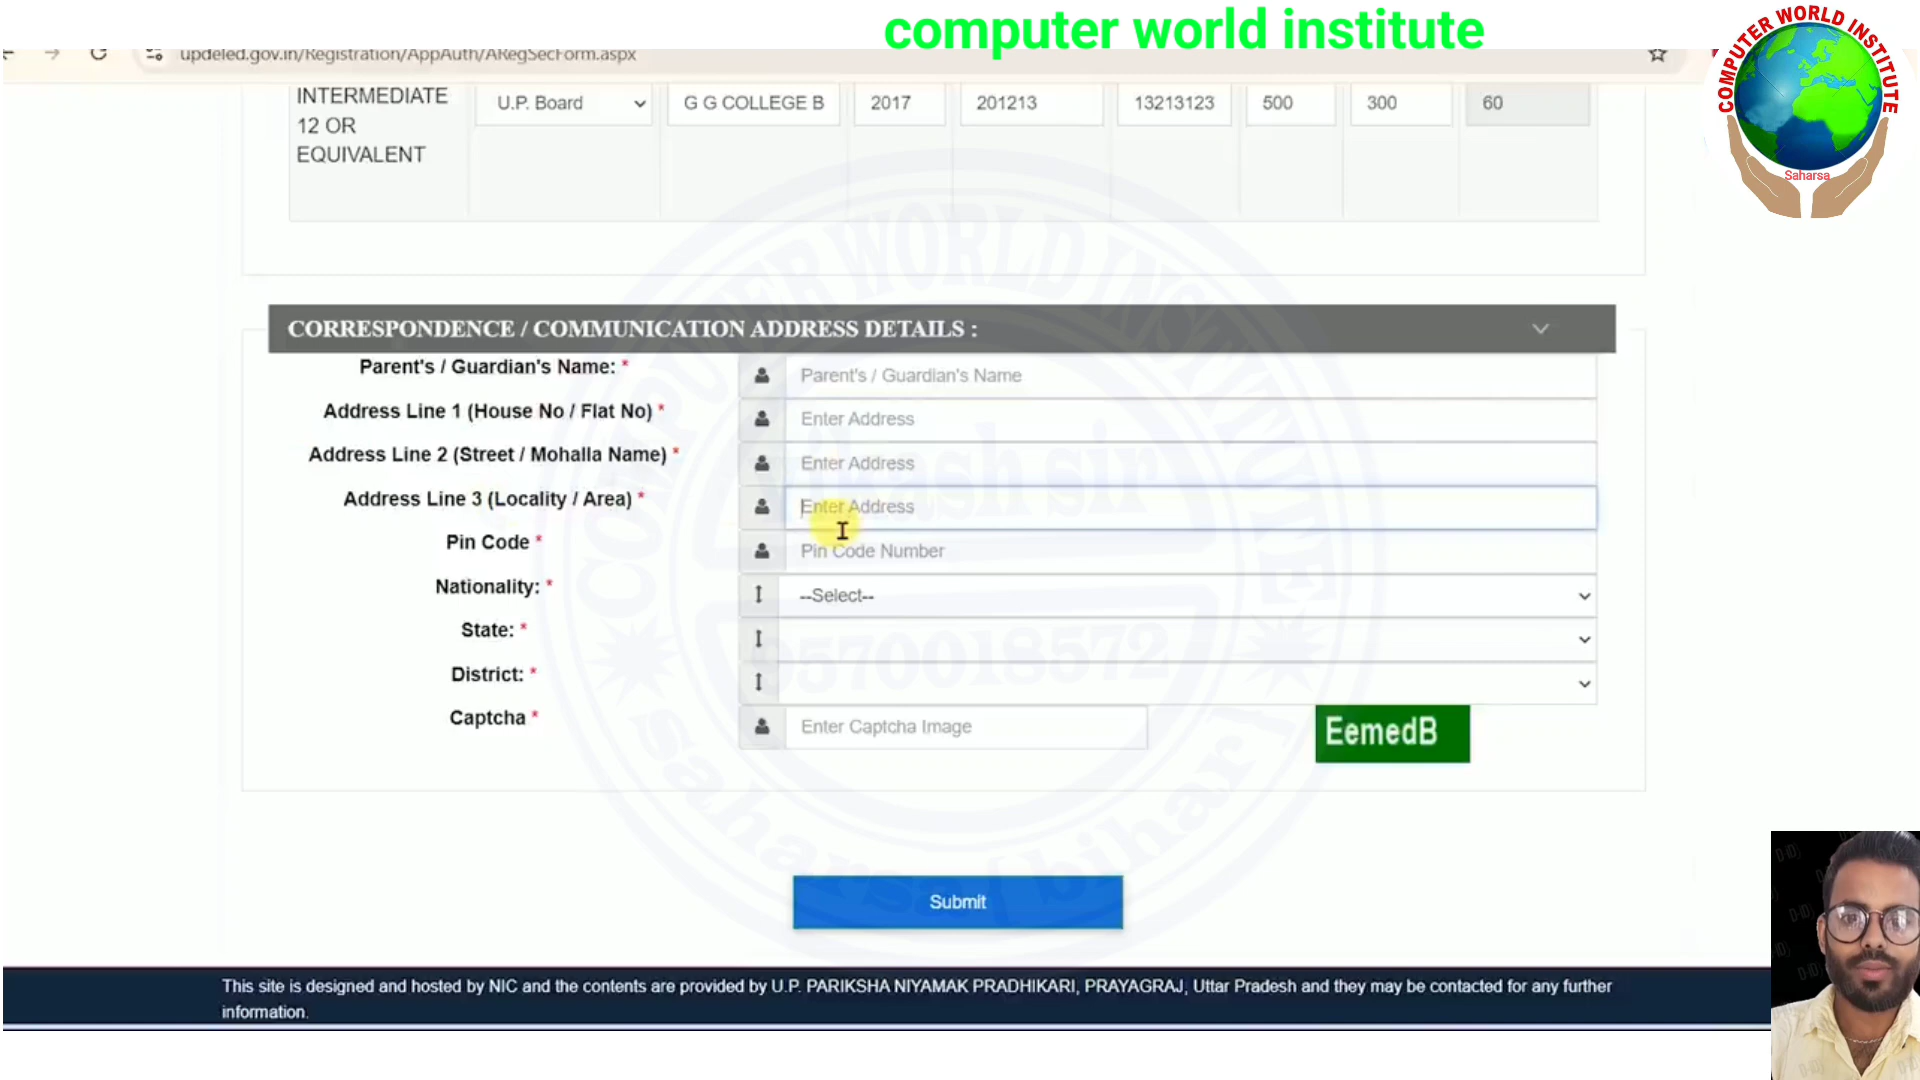 computer world institute
COMPUTER WORLD INSTITUTE
Saharsa
updeled.gov.in/Registration/AppAuth/ARegSecForm.aspx
INTERMEDIATE
12 OR
EQUIVALENT
U.P. Board
G G COLLEGE B
2017
201213
13213123
500
300
60
CORRESPONDENCE / COMMUNICATION ADDRESS DETAILS :
Parent's / Guardian's Name: *
Parent's / Guardian's Name
Address Line 1 (House No / Flat No) *
Enter Address
Address Line 2 (Street / Mohalla Name) *
Enter Address
Address Line 3 (Locality / Area) *
Enter Address
Pin Code *
Pin Code Number
Nationality: *
--Select--
State: *
District: *
Captcha *
Enter Captcha Image
EemedB
Submit
This site is designed and hosted by NIC and the contents are provided by U.P. PARIKSHA NIYAMAK PRADHIKARI, PRAYAGRAJ, Uttar Pradesh and they may be contacted for any further
information.
COMPUTER WORLD INSTITUTE
saharsa ( bihar )